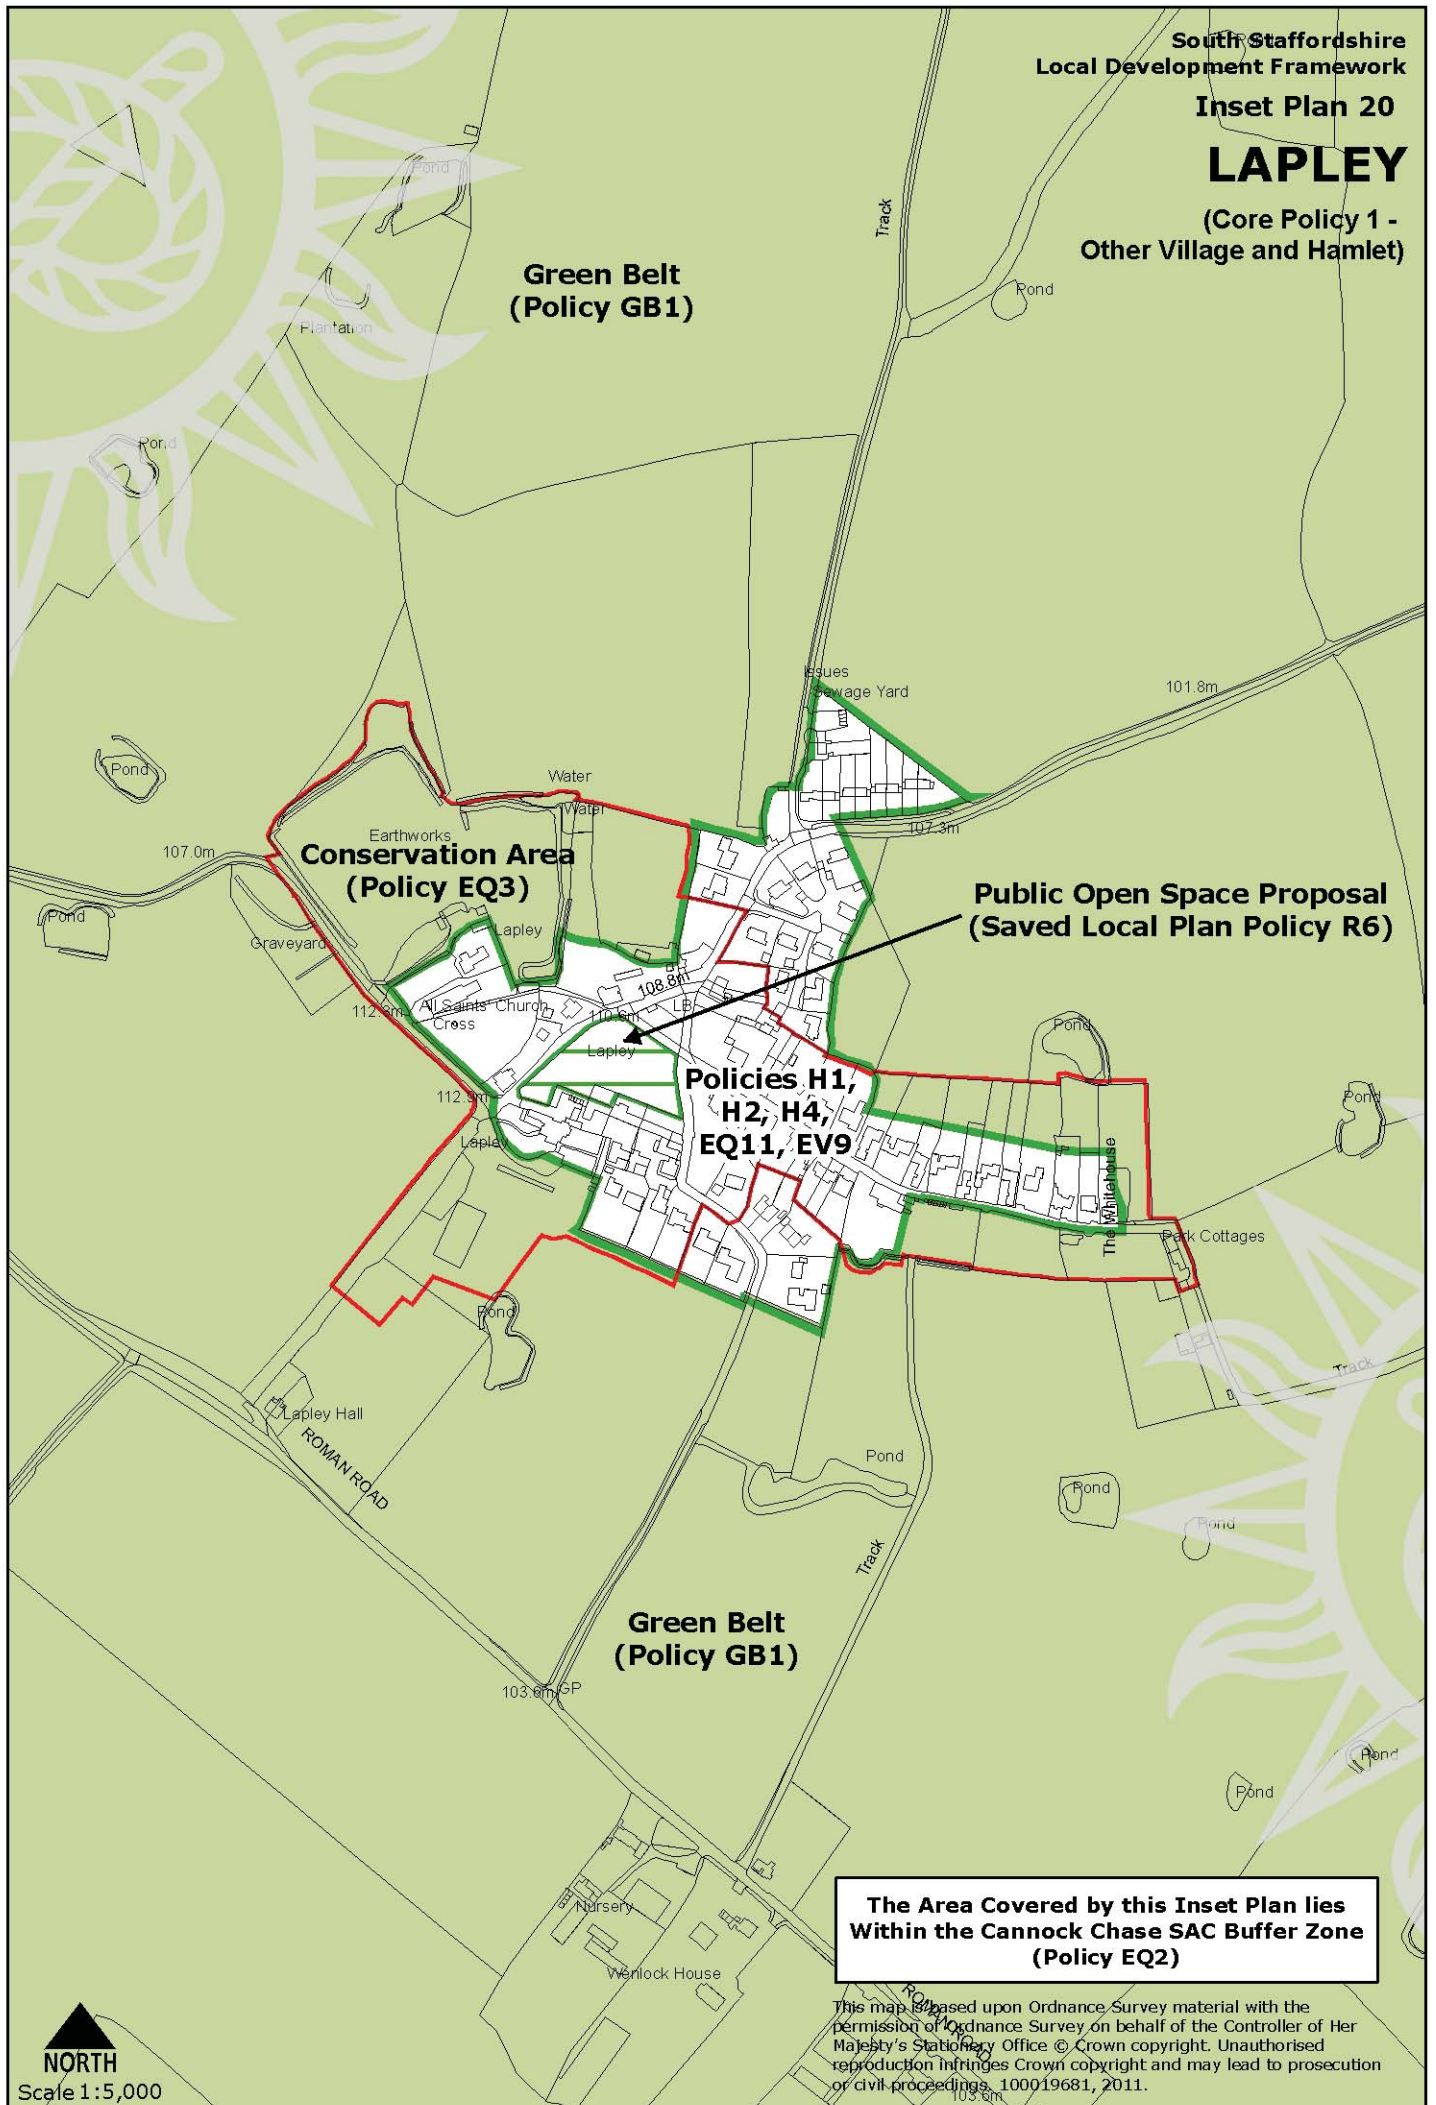 South Staffordshire
Local Development Framework
Inset Plan 20
LAPLEY
(Core Policy 1 -
Other Village and Hamlet)
Pond
Pond
Track
Green Belt
(Policy GB1)
Pond
Plantation
Pond
Issues
Sewage Yard
101.8m
Pond
Water
Water
107.3m
Earthworks
107.0m
Conservation Area
(Policy EQ3)
Public Open Space Proposal
(Saved Local Plan Policy R6)
Pond
Graveyard
Lapley
108.8m
LB
All Saints' Church
Cross
110.6m
Lapley
Pond
Policies H1,
H2, H4,
EQ11, EV9
Pond
Lapley
The Whitehouse
Park Cottages
Pond
Track
Lapley Hall
ROMAN ROAD
Pond
Pond
Pond
Track
Green Belt
(Policy GB1)
103.6m
GP
Pond
Pond
Nursery
Wenlock House
The Area Covered by this Inset Plan lies
Within the Cannock Chase SAC Buffer Zone
(Policy EQ2)
ROMAN ROAD
This map is based upon Ordnance Survey material with the
permission of Ordnance Survey on behalf of the Controller of Her
Majesty's Stationery Office © Crown copyright. Unauthorised
reproduction infringes Crown copyright and may lead to prosecution
or civil proceedings. 100019681, 2011.
103.6m
NORTH
Scale 1:5,000